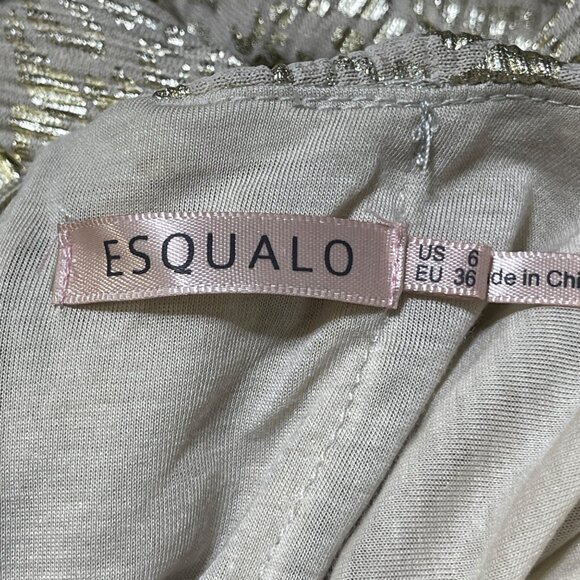 ESQUALO
US 6
EU 36
de in Chi